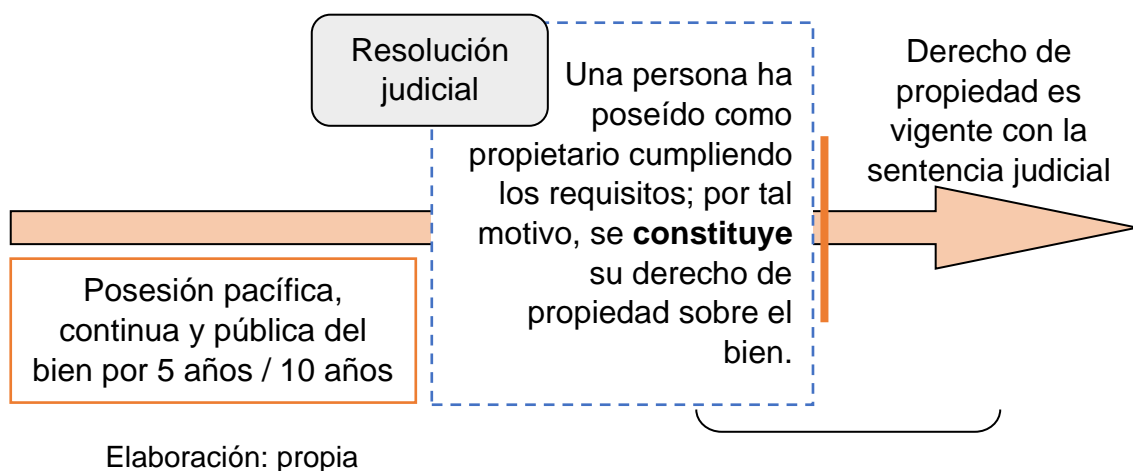 Resolución
judicial
Una persona ha
poseído como
propietario cumpliendo
los requisitos; por tal
motivo, se constituye
su derecho de
propiedad sobre el
bien.
Derecho de
propiedad es
vigente con la
sentencia judicial
Posesión pacífica,
continua y pública del
bien por 5 años / 10 años
Elaboración: propia